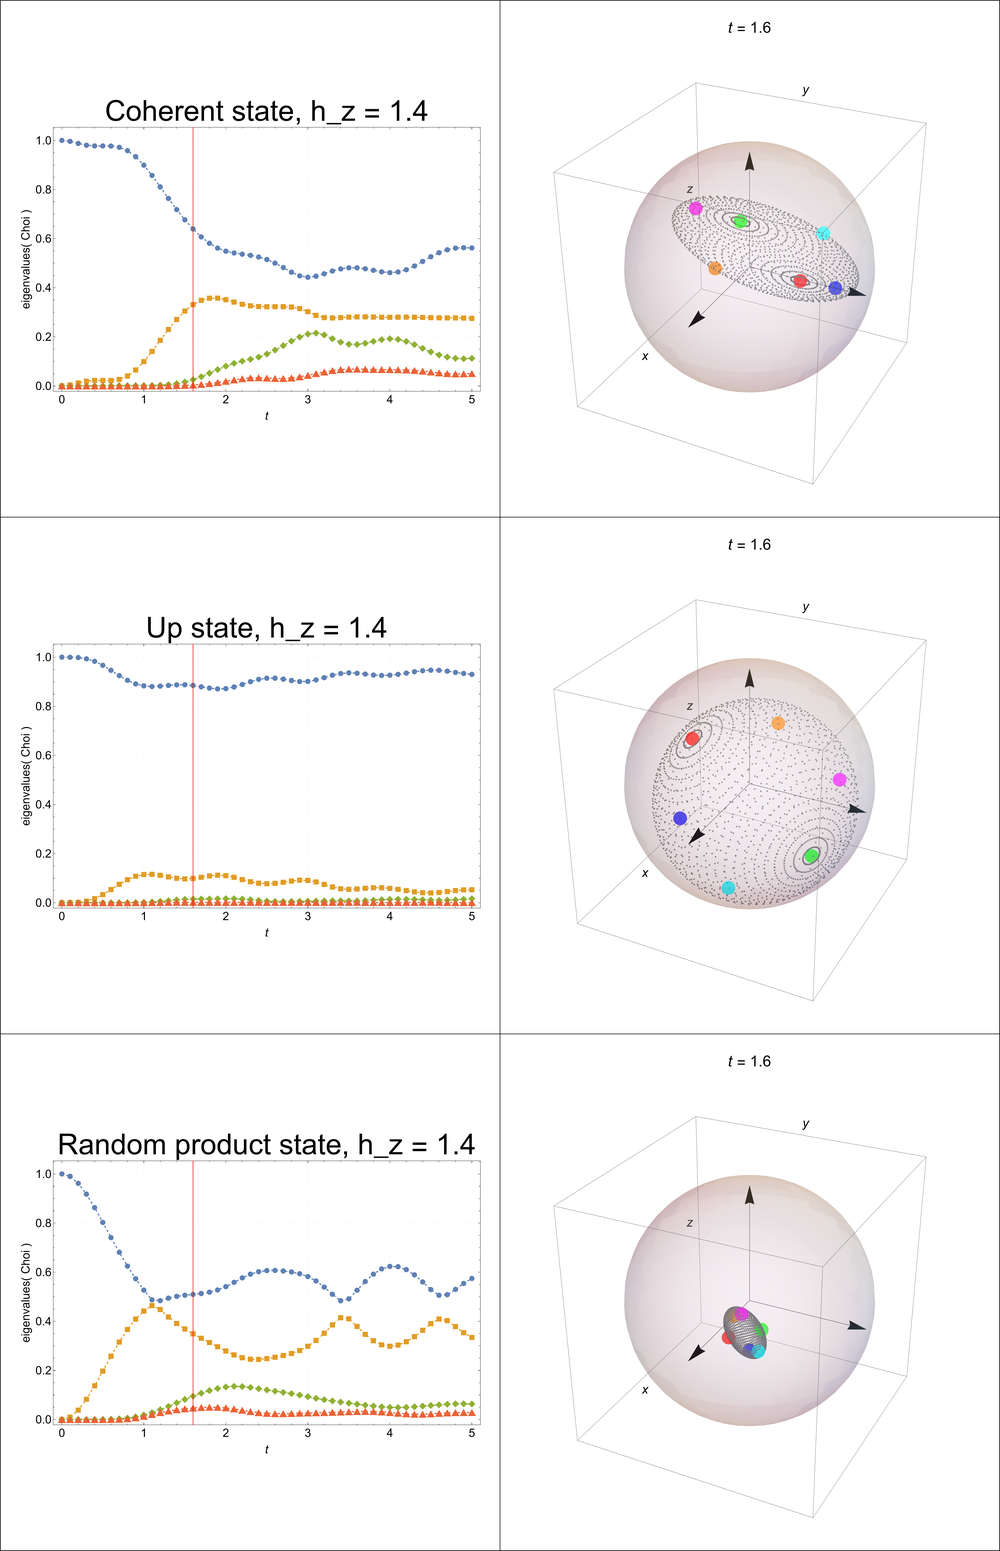 Coherent state, h_z = 1.4
eigenvalues( Choi )
1.0
0.8
0.6
0.4
0.2
0.0
0 1 2 3 4 5
t
t = 1.6
y
z
x
Up state, h_z = 1.4
eigenvalues( Choi )
1.0
0.8
0.6
0.4
0.2
0.0
0 1 2 3 4 5
t
t = 1.6
y
z
x
Random product state, h_z = 1.4
eigenvalues( Choi )
1.0
0.8
0.6
0.4
0.2
0.0
0 1 2 3 4 5
t
t = 1.6
y
z
x